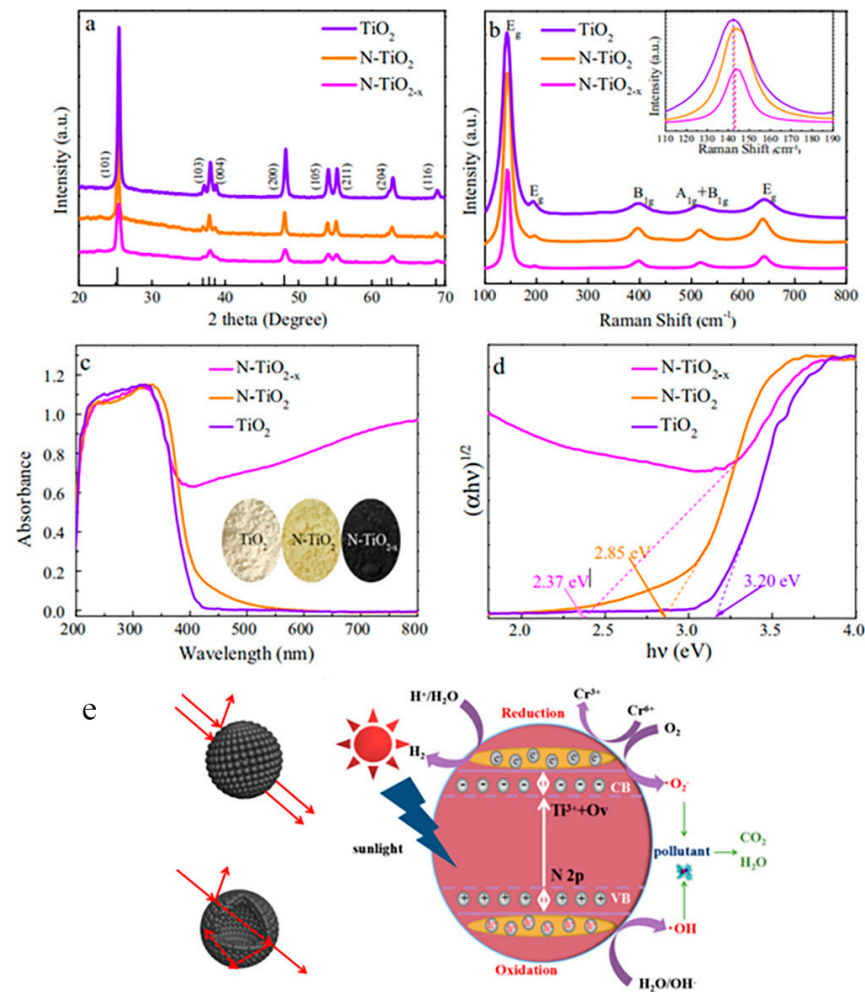 a
TiO2
N-TiO2
N-TiO2-x
(101)
(103)
(004)
(200)
(105)
(211)
(204)
(116)
Intensity (a.u.)
20 30 40 50 60 70
2 theta (Degree)
b
Eg
TiO2
N-TiO2
N-TiO2-x
Intensity (a.u.)
110 120 130 140 150 160 170 180 190
Raman Shift (cm-1)
Eg
B1g
A1g+B1g
Eg
Intensity (a.u.)
100 200 300 400 500 600 700 800
Raman Shift (cm-1)
c
N-TiO2-x
N-TiO2
TiO2
1.2
1.0
0.8
0.6
0.4
0.2
0.0
Absorbance
TiO2
N-TiO2
N-TiO2-x
200 300 400 500 600 700 800
Wavelength (nm)
d
N-TiO2-x
N-TiO2
TiO2
(αhν)1/2
2.85 eV
2.37 eV
3.20 eV
2.0 2.5 3.0 3.5 4.0
hν (eV)
e
H+/H2O
Reduction
Cr3+
Cr6+
O2
H2
CB
·O2-
Ti3++Ov
sunlight
pollutant
CO2
H2O
N 2p
VB
·OH
Oxidation
H2O/OH-